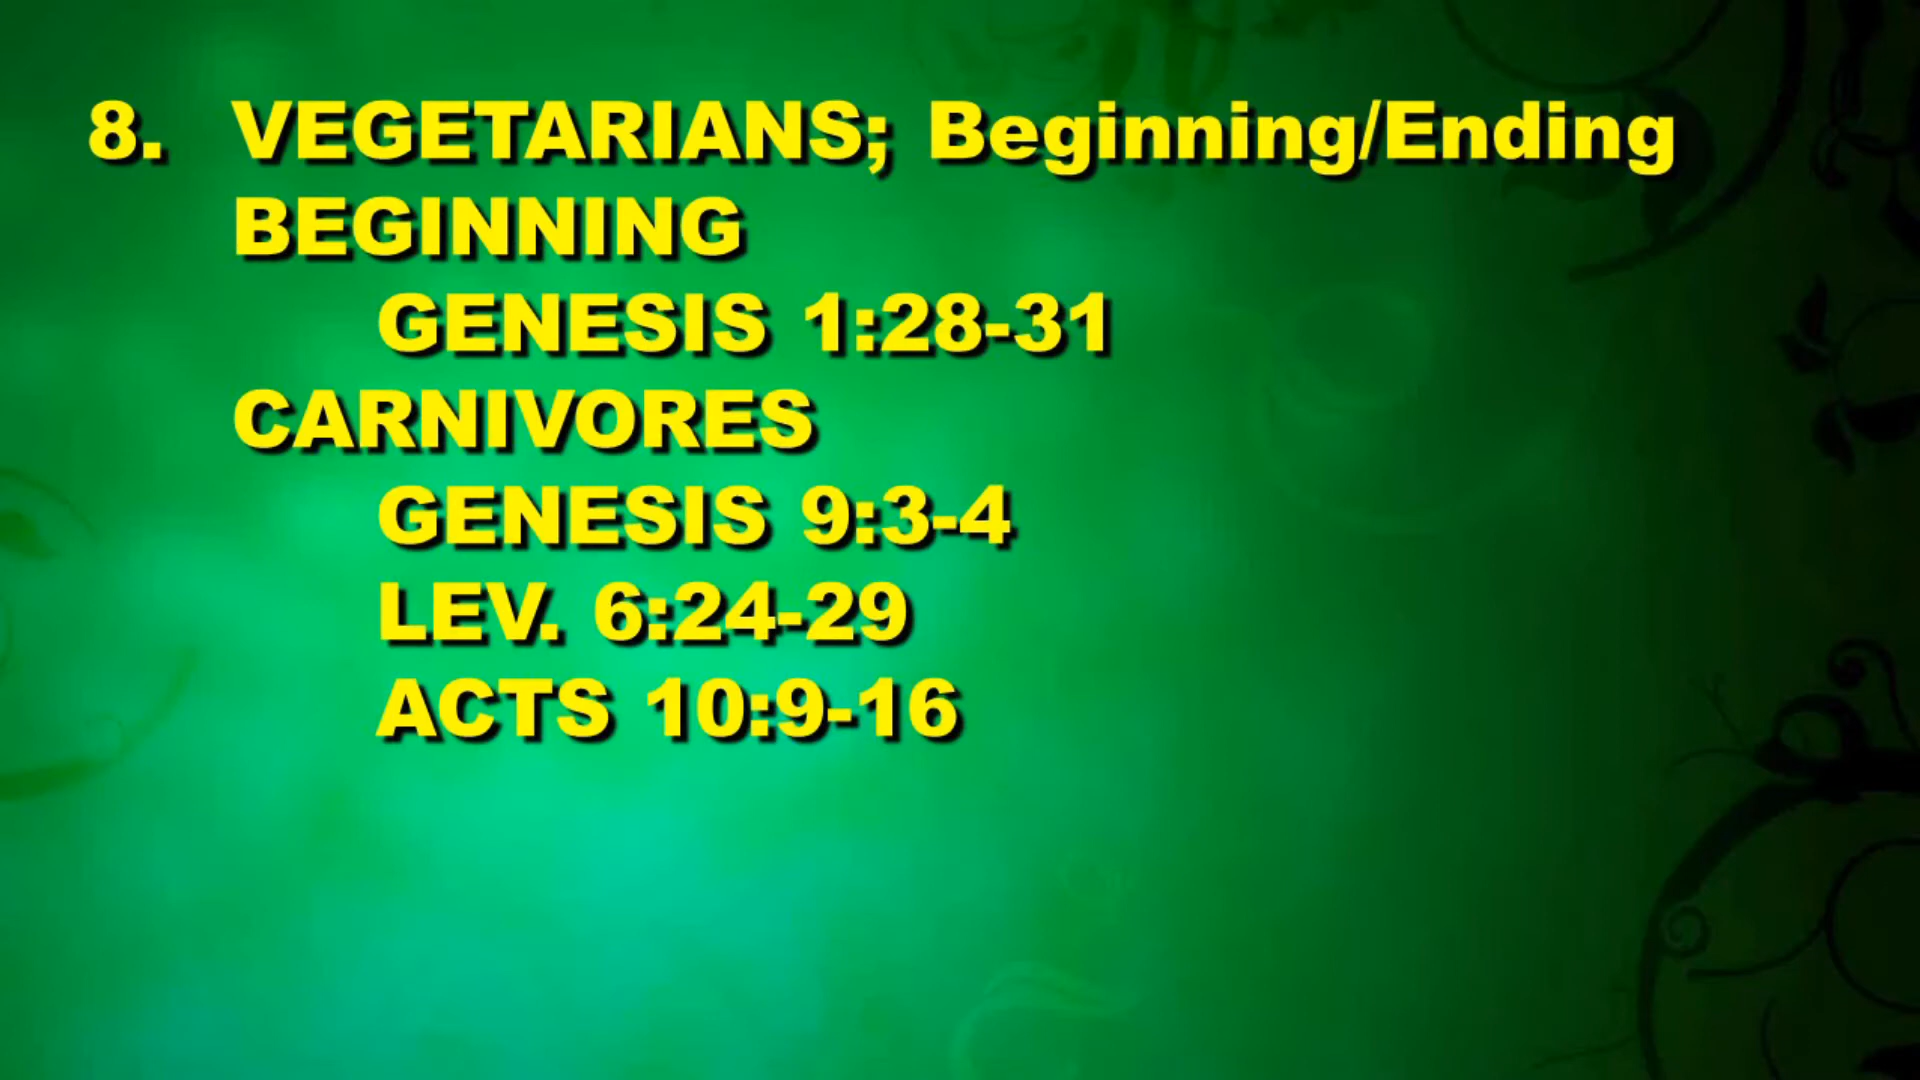 8. VEGETARIANS; Beginning/Ending
BEGINNING
GENESIS 1:28-31
CARNIVORES
GENESIS 9:3-4
LEV. 6:24-29
ACTS 10:9-16